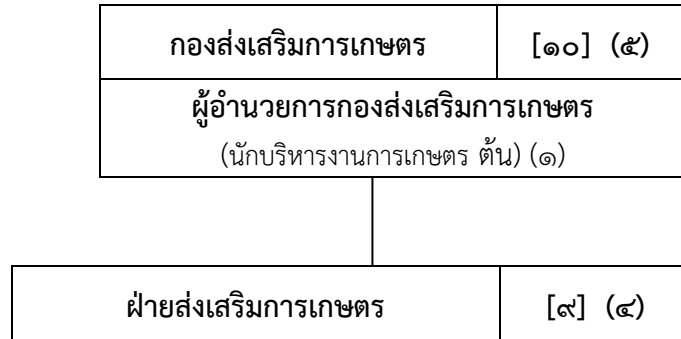 กองส่งเสริมการเกษตร [๑๐] (๕)
ผู้อำนวยการกองส่งเสริมการเกษตร
(นักบริหารงานการเกษตร ต้น) (๑)
ฝ่ายส่งเสริมการเกษตร [๙] (๔)